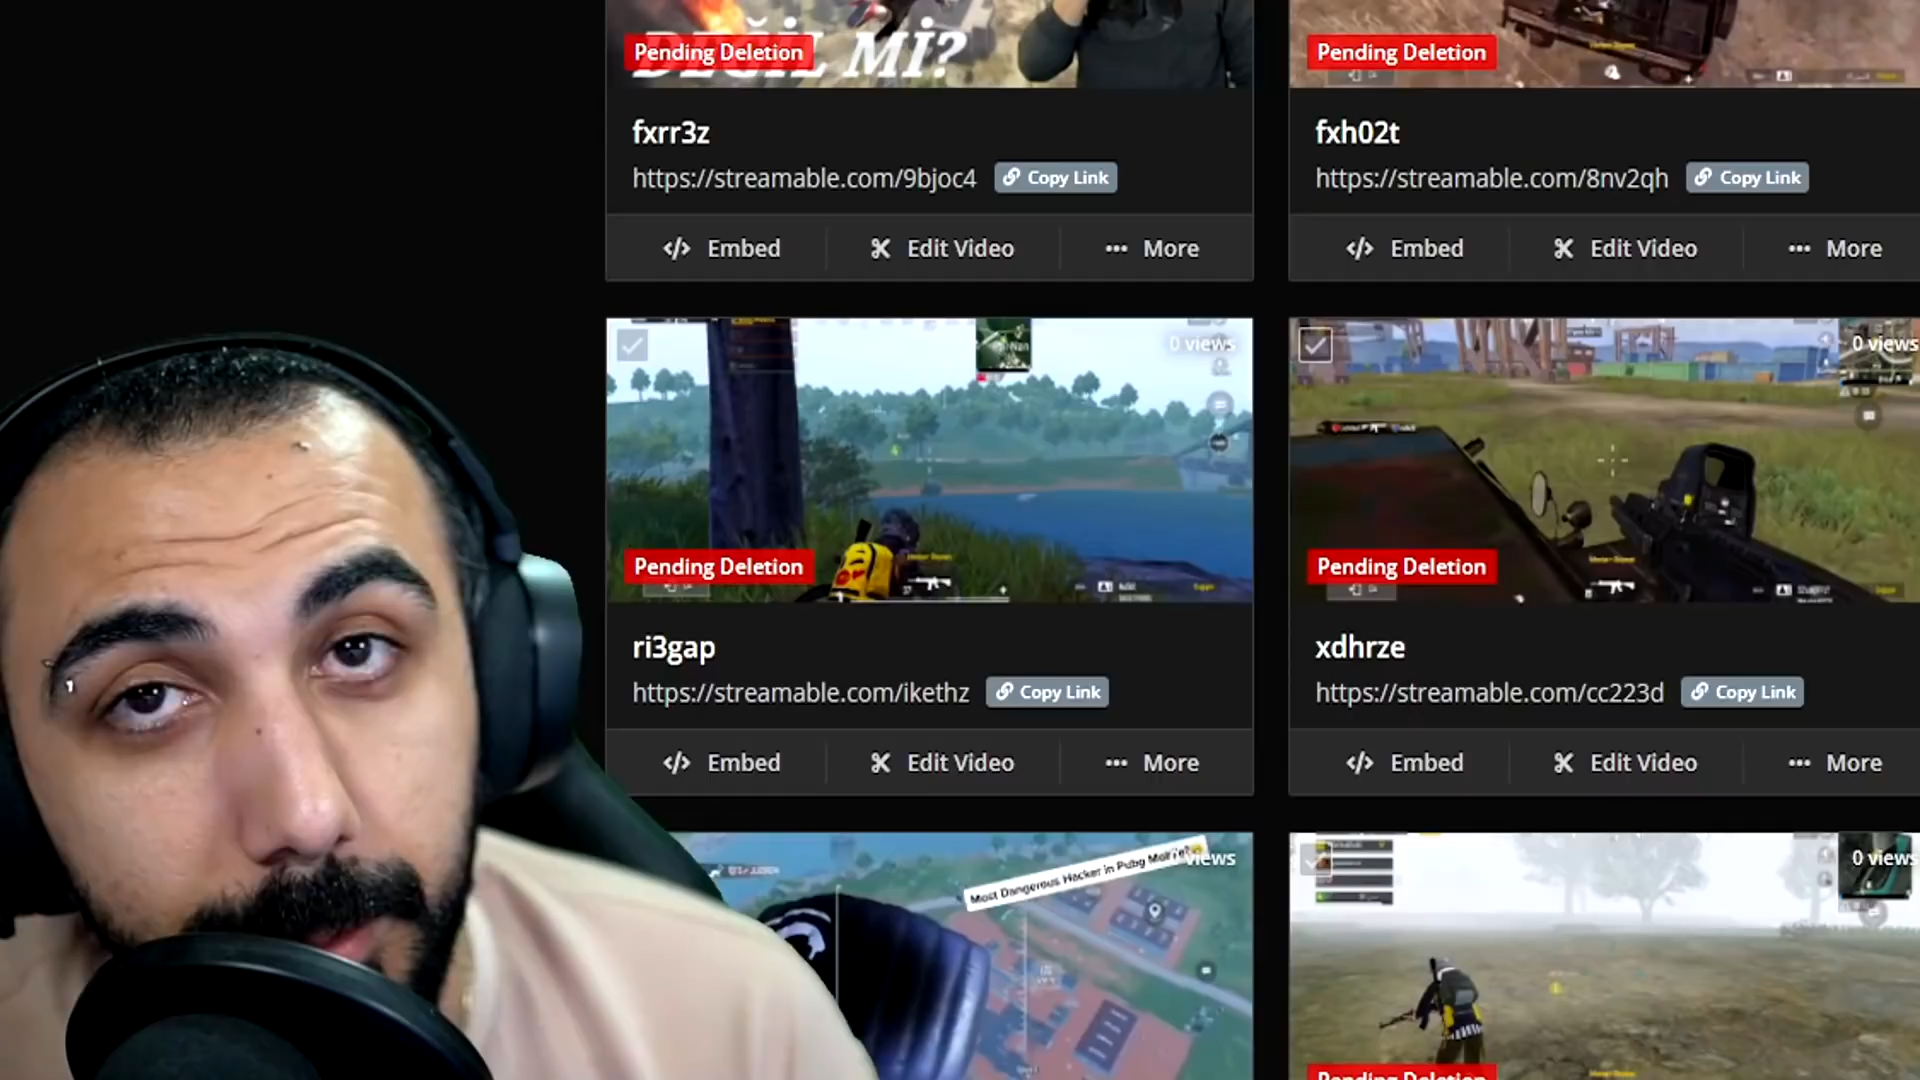 DEĞİL Mİ?
Pending Deletion
Pending Deletion
fxrr3z
https://streamable.com/9bjoc4
Copy Link
Embed
Edit Video
More
fxh02t
https://streamable.com/8nv2qh
Copy Link
Embed
Edit Video
More
0 views
Pending Deletion
ri3gap
https://streamable.com/ikethz
Copy Link
Embed
Edit Video
More
0 views
Pending Deletion
xdhrze
https://streamable.com/cc223d
Copy Link
Embed
Edit Video
More
views
Most Dangerous Hacker in Pubg
0 views
Pending Deletion